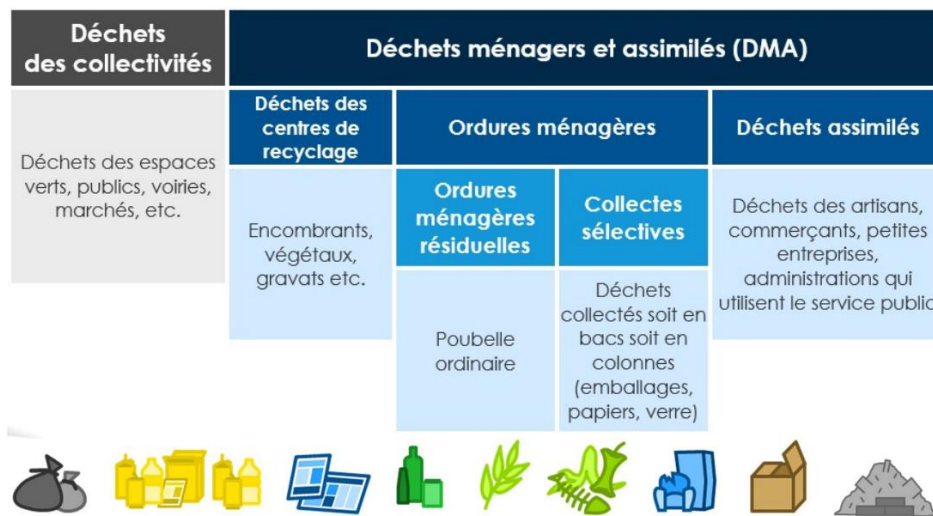 Déchets
des collectivités
Déchets ménagers et assimilés (DMA)
Déchets des espaces
verts, publics, voiries,
marchés, etc.
Déchets des
centres de
recyclage
Ordures ménagères
Déchets assimilés
Encombrants,
végétaux,
gravats etc.
Ordures
ménagères
résiduelles
Collectes
sélectives
Déchets des artisans,
commerçants, petites
entreprises,
administrations qui
utilisent le service public
Poubelle
ordinaire
Déchets
collectés soit en
bacs soit en
colonnes
(emballages,
papiers, verre)